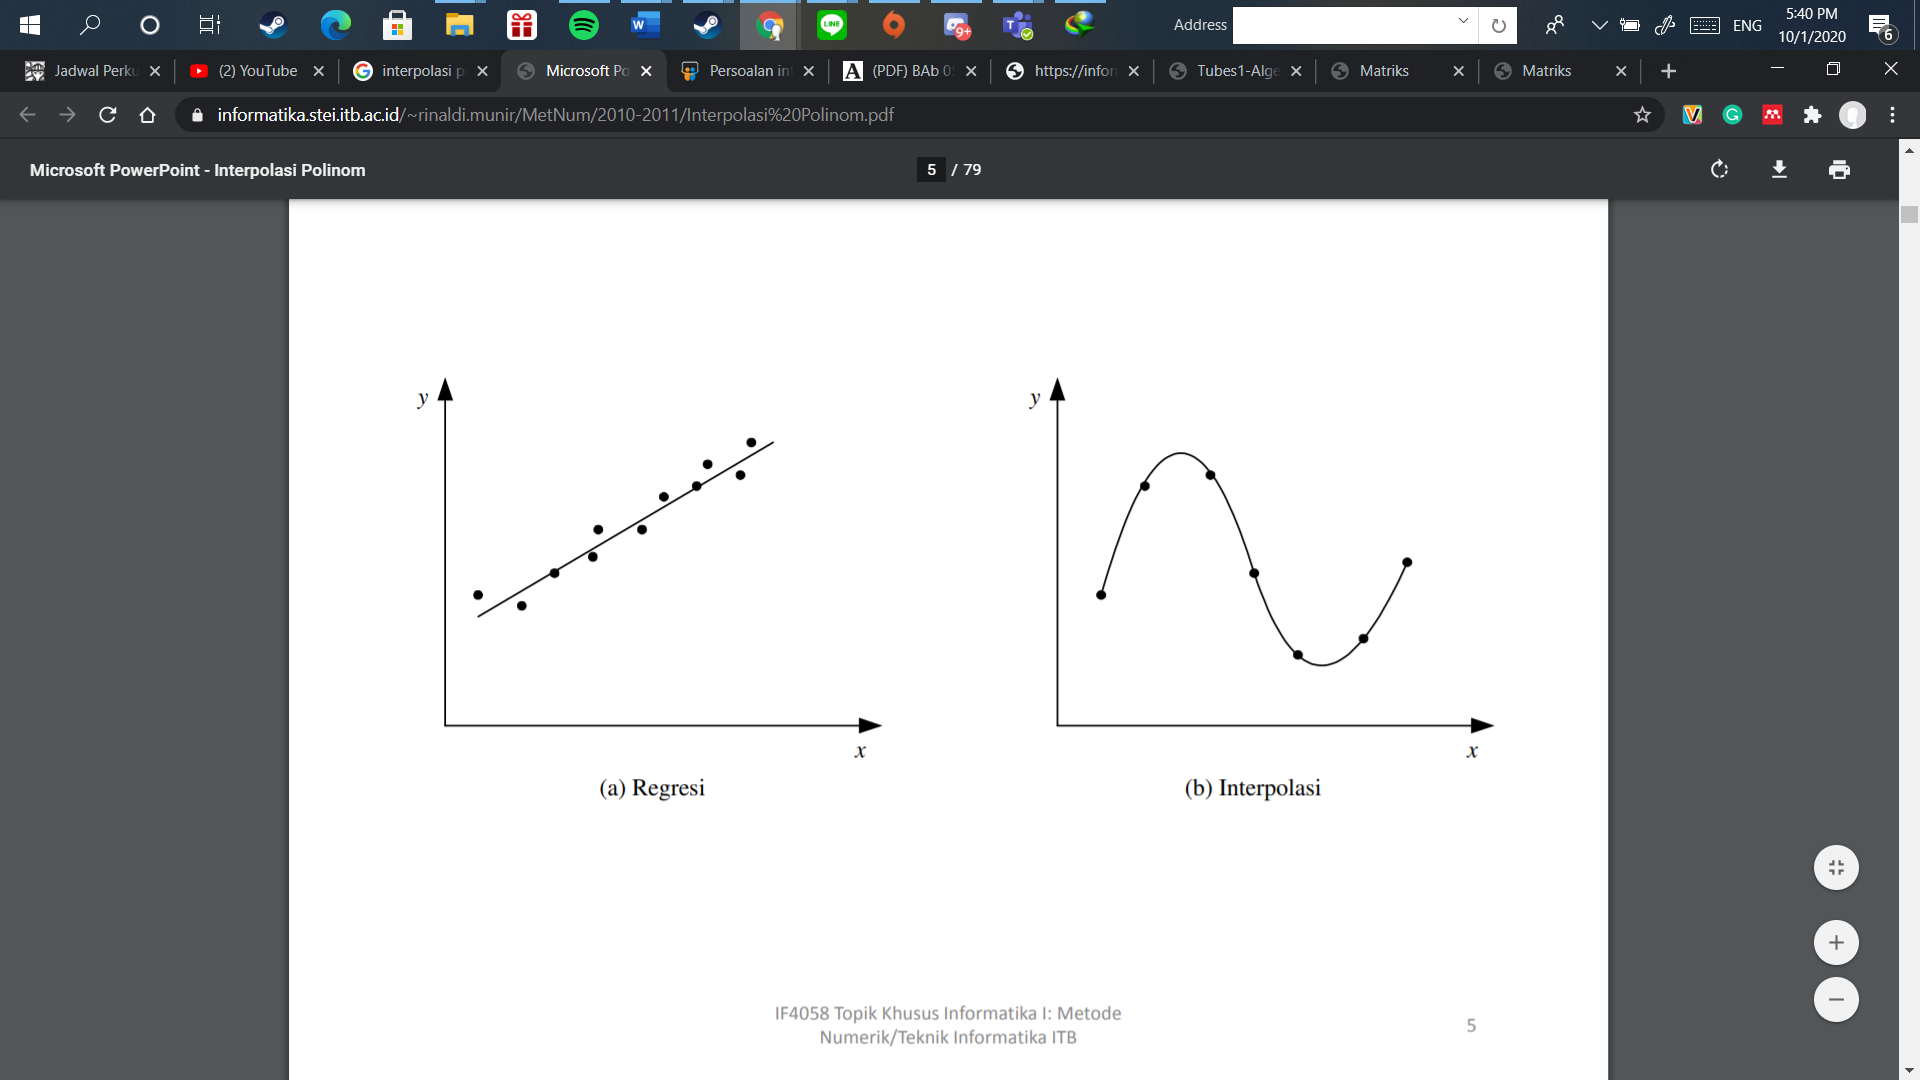 Address
ENG
5:40 PM
10/1/2020
6
9+
W
LINE
T
Jadwal Perku
(2) YouTube
interpolasi p
Microsoft Po
Persoalan in
A
(PDF) BAb 0
https://infor
Tubes1-Alge
Matriks
Matriks
informatika.stei.itb.ac.id/~rinaldi.munir/MetNum/2010-2011/Interpolasi%20Polinom.pdf
Microsoft PowerPoint - Interpolasi Polinom
5 / 79
y
x
(a) Regresi
y
x
(b) Interpolasi
IF4058 Topik Khusus Informatika I: Metode
Numerik/Teknik Informatika ITB
5